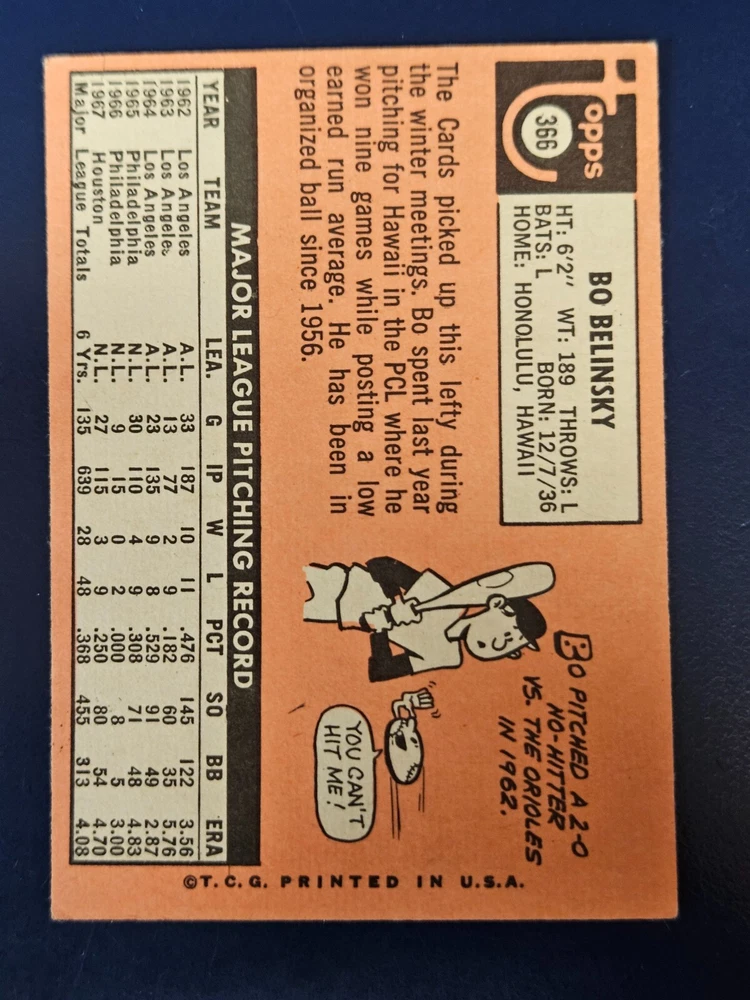 Topps
366
BO BELINSKY
HT: 6'2" WT: 189 THROWS: L
BATS: L BORN: 12/7/36
HOME: HONOLULU, HAWAII
The Cards picked up this lefty during
the winter meetings. Bo spent last year
pitching for Hawaii in the PCL where he
won nine games while posting a low
earned run average. He has been in
organized ball since 1956.
BO PITCHED A 2-0
NO-HITTER
VS. THE ORIOLES
IN 1962.
YOU CAN'T
HIT ME!
MAJOR LEAGUE PITCHING RECORD
YEAR TEAM LEA. G IP W L PCT SO BB ERA
1962 Los Angeles A.L. 33 187 10 11 .476 145 122 3.56
1963 Los Angeles A.L. 13 77 2 9 .182 60 35 5.76
1964 Los Angeles A.L. 23 135 9 8 .529 91 49 2.87
1965 Philadelphia N.L. 30 110 4 9 .308 71 48 4.83
1966 Philadelphia N.L. 9 15 0 2 .000 8 5 3.00
1967 Houston N.L. 27 115 3 9 .250 80 54 4.70
Major League Totals 6 Yrs. 135 639 28 48 .368 455 313 4.08
©T.C.G. PRINTED IN U.S.A.